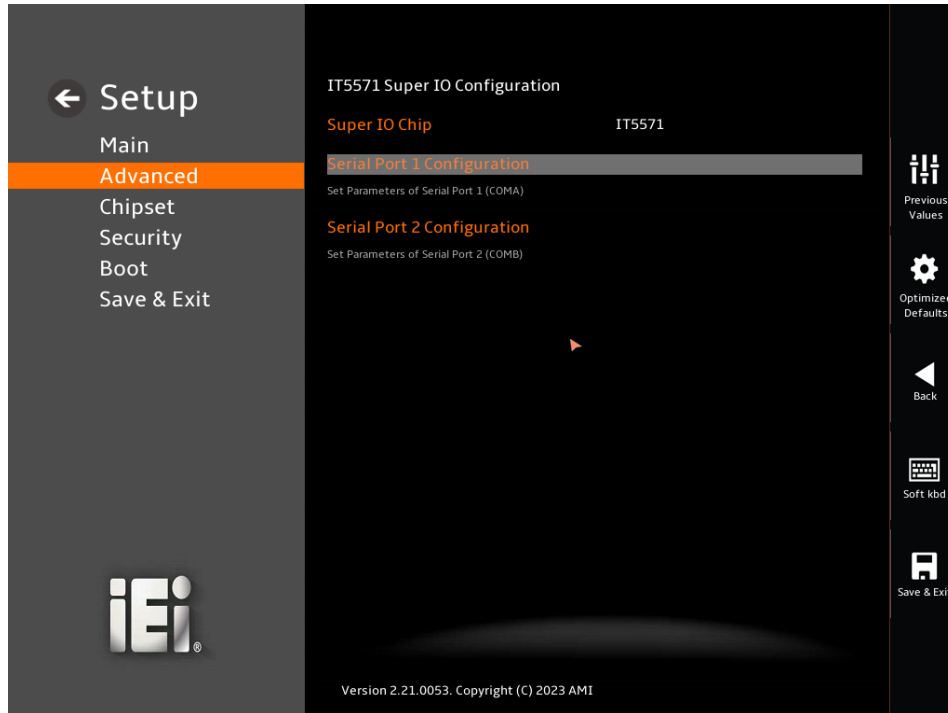 Setup
Main
Advanced
Chipset
Security
Boot
Save & Exit
iEi®
IT5571 Super IO Configuration
Super IO Chip IT5571
Serial Port 1 Configuration
Set Parameters of Serial Port 1 (COMA)
Serial Port 2 Configuration
Set Parameters of Serial Port 2 (COMB)
Version 2.21.0053. Copyright (C) 2023 AMI
Previous
Values
Optimized
Defaults
Back
Soft kbd
Save & Exi